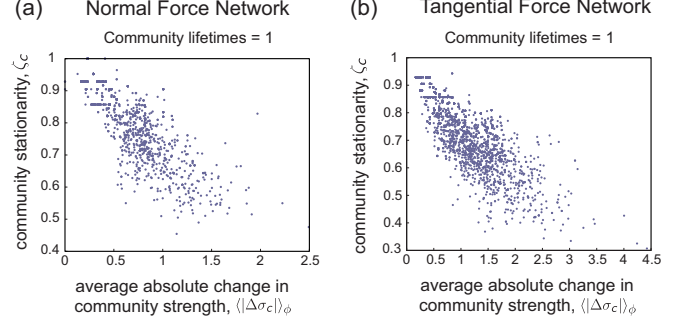 (a) Normal Force Network
Community lifetimes = 1
community stationarity, ζc
1
0.9
0.8
0.7
0.6
0.5
0.4
0 0.5 1 1.5 2 2.5
average absolute change in
community strength, ⟨|Δσc|⟩ϕ
(b) Tangential Force Network
Community lifetimes = 1
community stationarity, ζc
1
0.9
0.8
0.7
0.6
0.5
0.4
0.3
0 0.5 1 1.5 2 2.5 3 3.5 4 4.5
average absolute change in
community strength, ⟨|Δσc|⟩ϕ